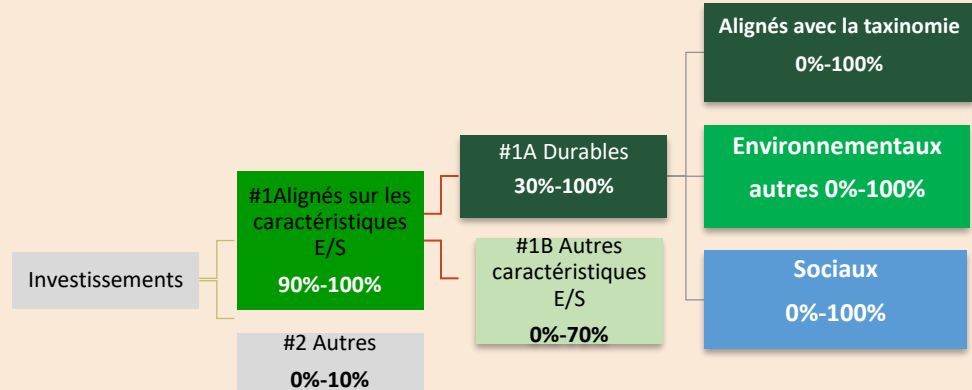 Investissements
#1Alignés sur les
caractéristiques
E/S
90%-100%
#2 Autres
0%-10%
#1A Durables
30%-100%
#1B Autres
caractéristiques
E/S
0%-70%
Alignés avec la taxinomie
0%-100%
Environnementaux
autres 0%-100%
Sociaux
0%-100%